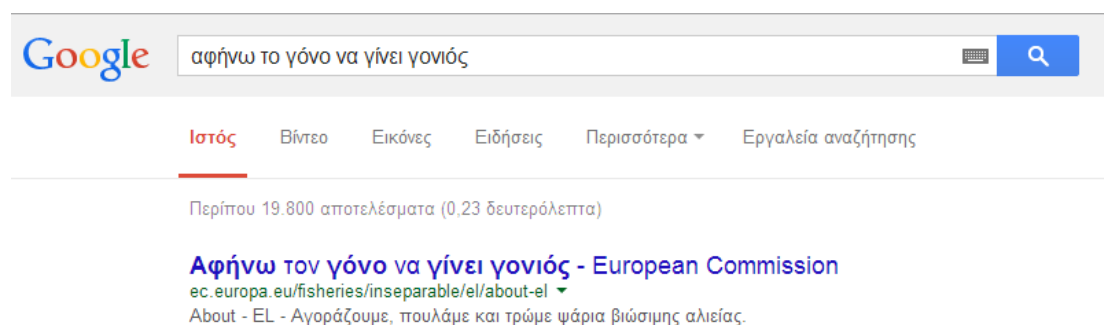 Google αφήνω το γόνο να γίνει γονιός
Ιστός Βίντεο Εικόνες Ειδήσεις Περισσότερα Εργαλεία αναζήτησης
Περίπου 19.800 αποτελέσματα (0,23 δευτερόλεπτα)
Αφήνω τον γόνο να γίνει γονιός - European Commission
ec.europa.eu/fisheries/inseparable/el/about-el
About - EL - Αγοράζουμε, πουλάμε και τρώμε ψάρια βιώσιμης αλιείας.